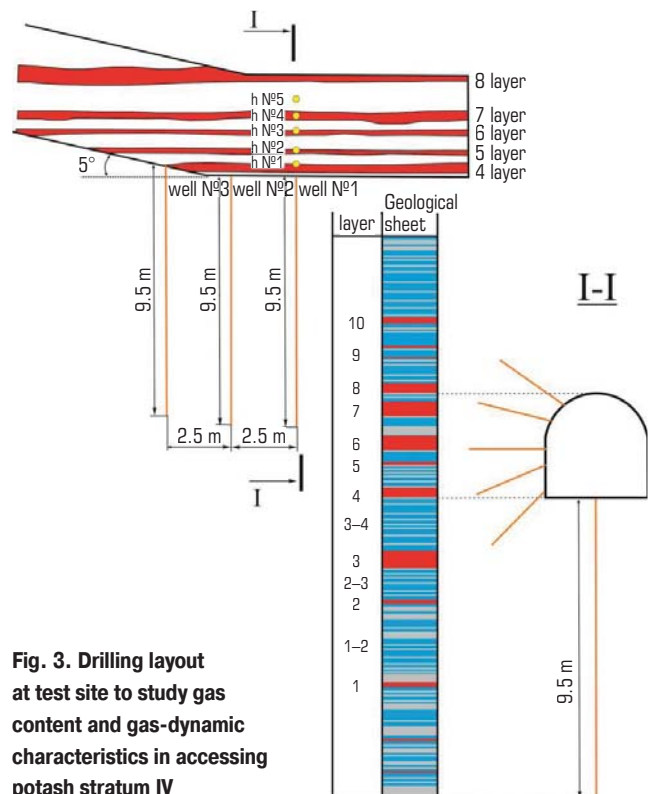 I
8 layer
h №5
h №4
7 layer
h №3
6 layer
h №2
5 layer
h №1
4 layer
5°
well №3 well №2 well №1
9.5 m
9.5 m
9.5 m
2.5 m
2.5 m
I
layer
Geological
sheet
10
9
8
7
6
5
4
3–4
3
2–3
2
1–2
1
I-I
9.5 m
Fig. 3. Drilling layout
at test site to study gas
content and gas-dynamic
characteristics in accessing
potash stratum IV